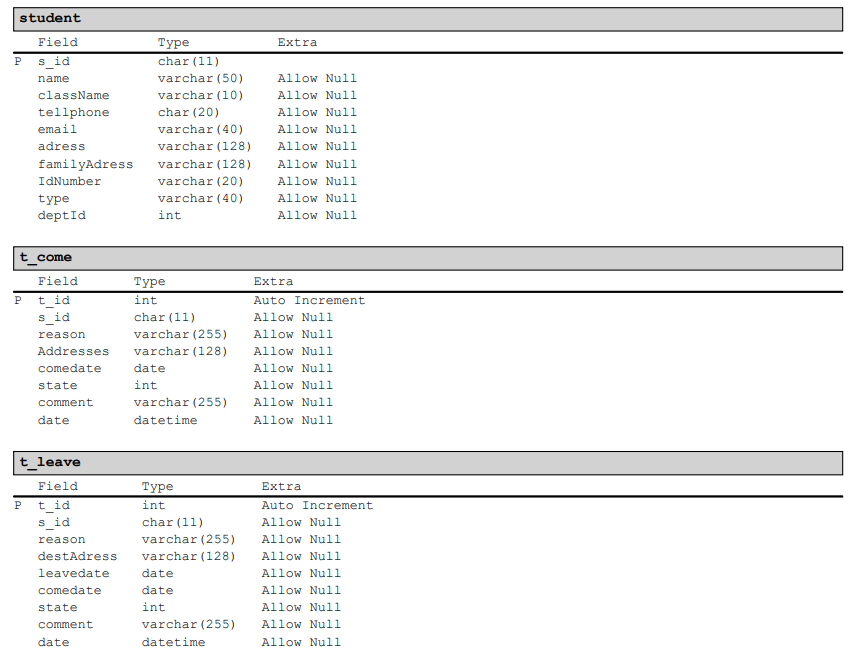 student
Field Type Extra
P s_id char(11)
name varchar(50) Allow Null
className varchar(10) Allow Null
tellphone char(20) Allow Null
email varchar(40) Allow Null
adress varchar(128) Allow Null
familyAdress varchar(128) Allow Null
IdNumber varchar(20) Allow Null
type varchar(40) Allow Null
deptId int Allow Null
t_come
Field Type Extra
P t_id int Auto Increment
s_id char(11) Allow Null
reason varchar(255) Allow Null
Addresses varchar(128) Allow Null
comedate date Allow Null
state int Allow Null
comment varchar(255) Allow Null
date datetime Allow Null
t_leave
Field Type Extra
P t_id int Auto Increment
s_id char(11) Allow Null
reason varchar(255) Allow Null
destAdress varchar(128) Allow Null
leavedate date Allow Null
comedate date Allow Null
state int Allow Null
comment varchar(255) Allow Null
date datetime Allow Null